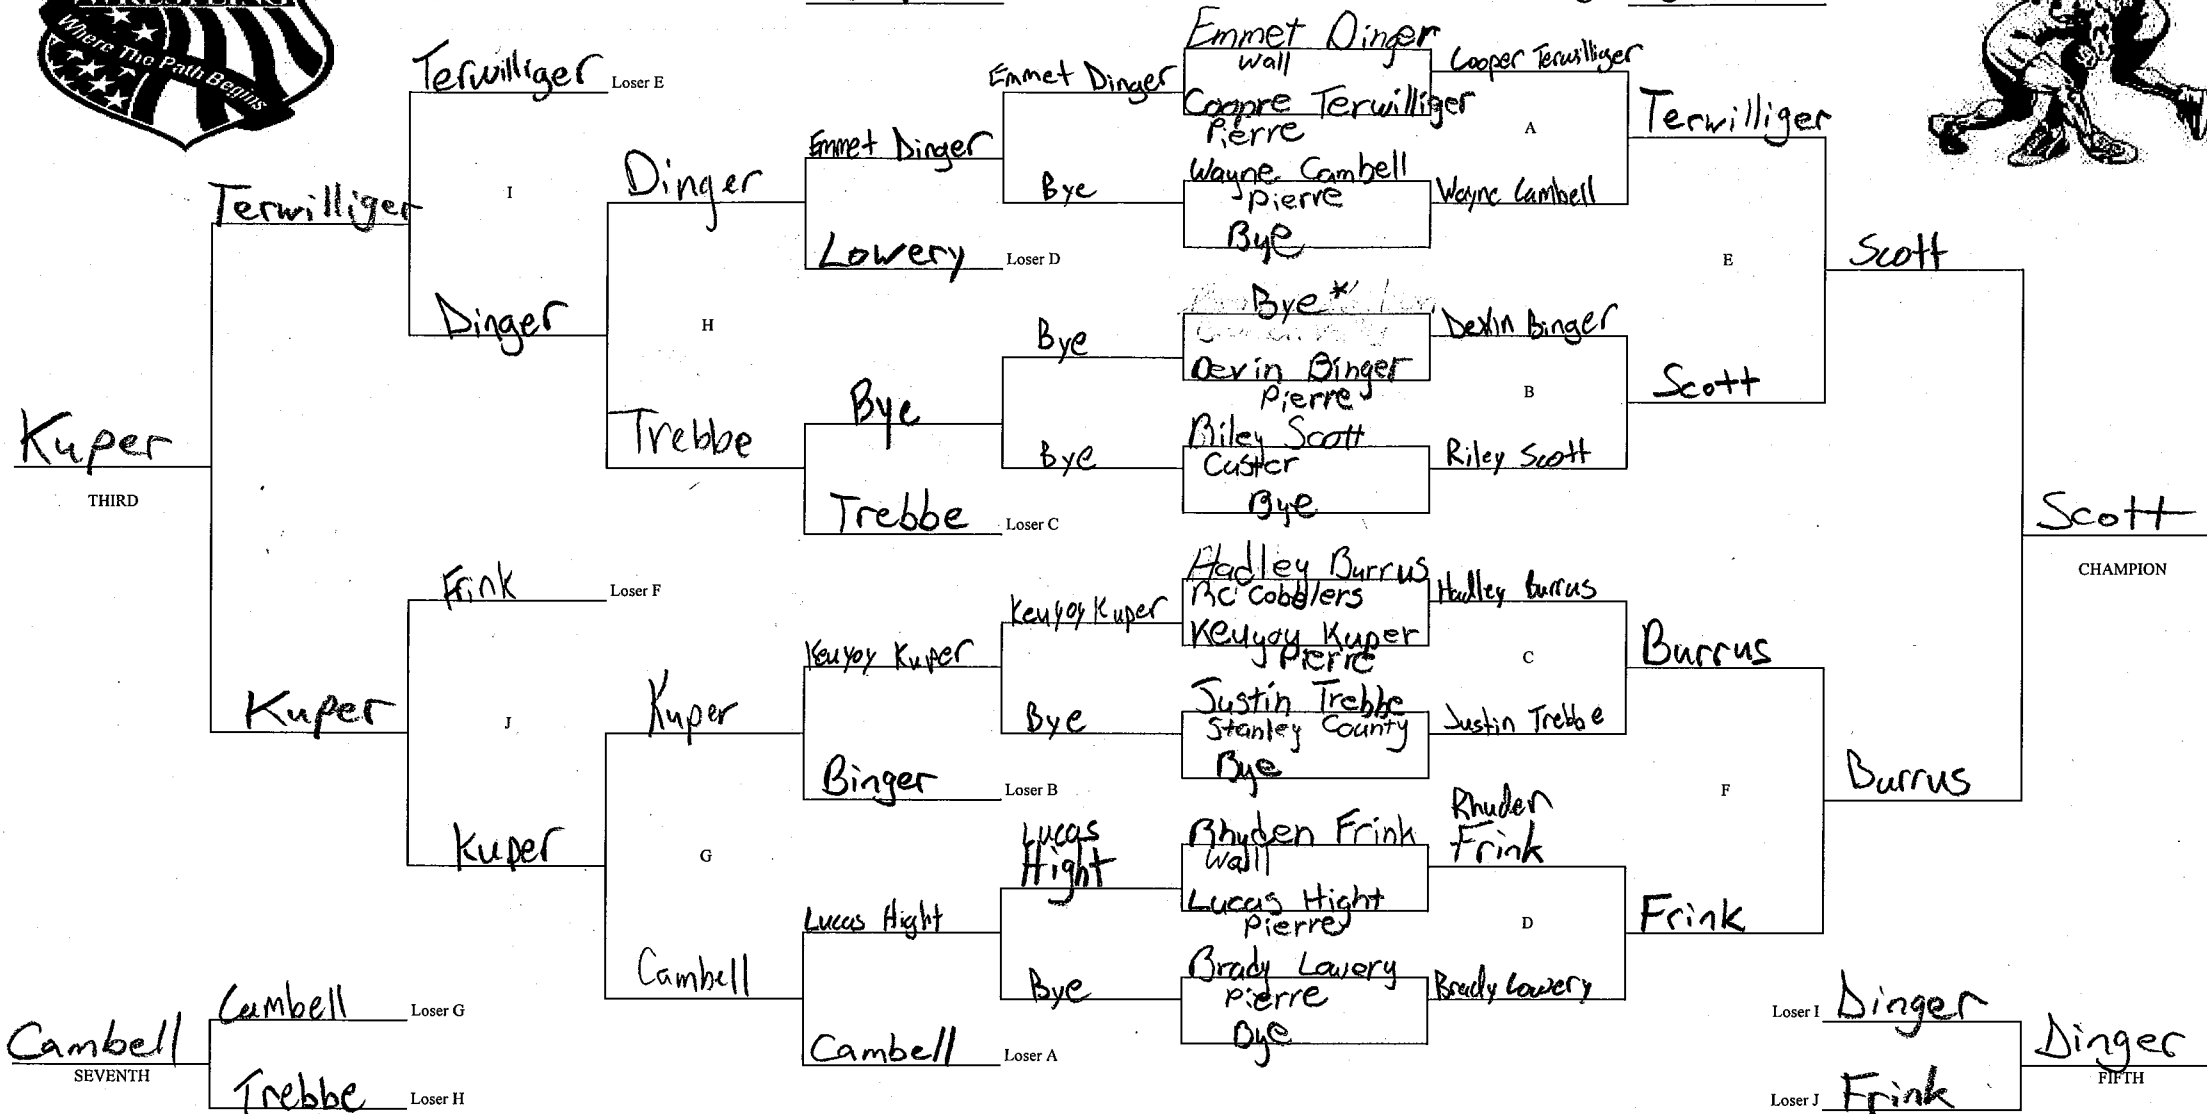 Where The Path Begins
Terwilliger
Loser E
I
Terwilliger
Dinger
Dinger
H
Trebbe
Kuper
THIRD
Frink
Loser F
Kuper
J
Kuper
Kuper
G
Cambell
Cambell
Loser G
Cambell
SEVENTH
Trebbe
Loser H
Emmet Dinger
Emmet Dinger
Bye
Lowery
Loser D
Bye
Bye
Bye
Trebbe
Loser C
Keuyoy Kuper
Keuyoy Kuper
Bye
Binger
Loser B
Lucas
Hight
Lucas Hight
Bye
Cambell
Loser A
Emmet Dinger
Wall
Coopre Terwilliger
Pierre
Wayne Cambell
Pierre
Bye
Bye *
Devin Binger
Pierre
Riley Scott
Custer
Bye
Hadley Burrus
RC Cobblers
Keuyoy Kuper
Pierre
Justin Trebbe
Stanley County
Bye
Rhyden Frink
Wall
Lucas Hight
Pierre
Brady Lowery
Pierre
Bye
Cooper Terwilliger
A
Wayne Cambell
Terwilliger
E
Devin Binger
B
Riley Scott
Scott
Scott
Hadley Burrus
C
Justin Trebbe
Burrus
F
Rhuden
Frink
D
Brady Lowery
Frink
Burrus
Scott
CHAMPION
Loser I
Dinger
Dinger
FIFTH
Loser J
Frink